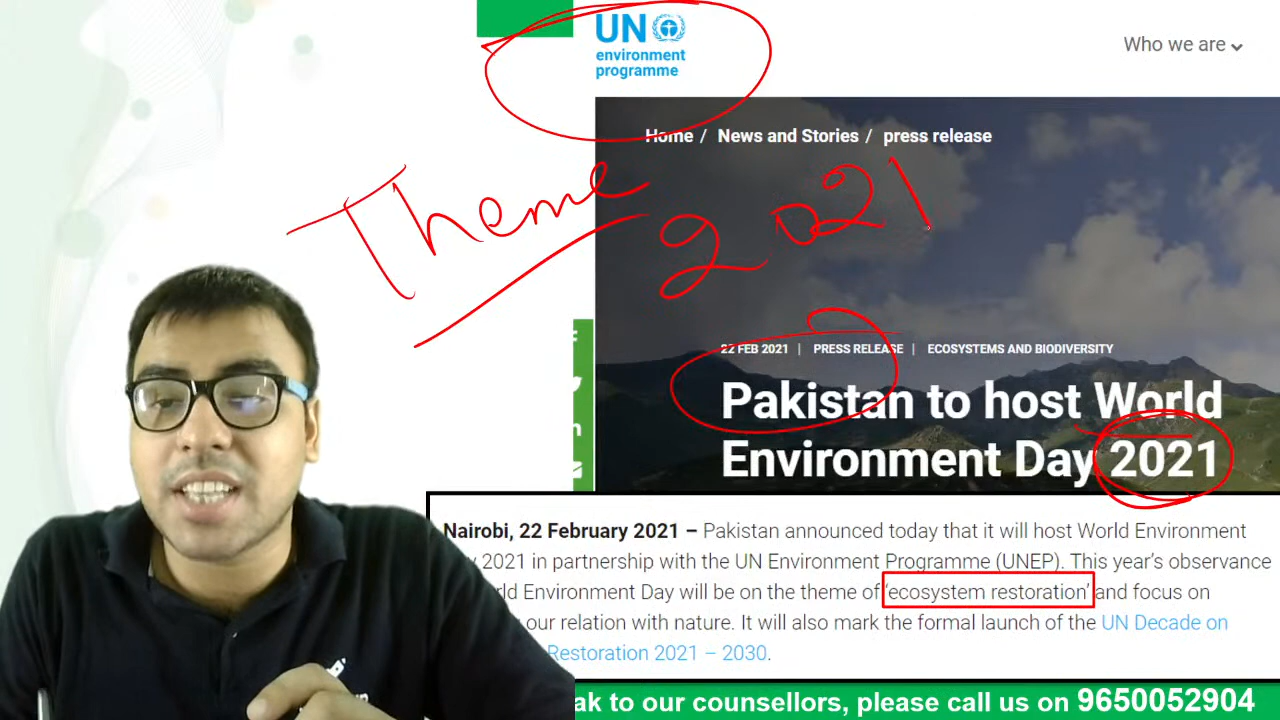 UN
environment
programme
Who we are
Home / News and Stories / press release
Theme
2021
22 FEB 2021 | PRESS RELEASE | ECOSYSTEMS AND BIODIVERSITY
Pakistan to host World
Environment Day 2021
Nairobi, 22 February 2021 – Pakistan announced today that it will host World Environment
2021 in partnership with the UN Environment Programme (UNEP). This year's observance
Environment Day will be on the theme of 'ecosystem restoration' and focus on
our relation with nature. It will also mark the formal launch of the UN Decade on
Restoration 2021 – 2030.
to our counsellors, please call us on 9650052904